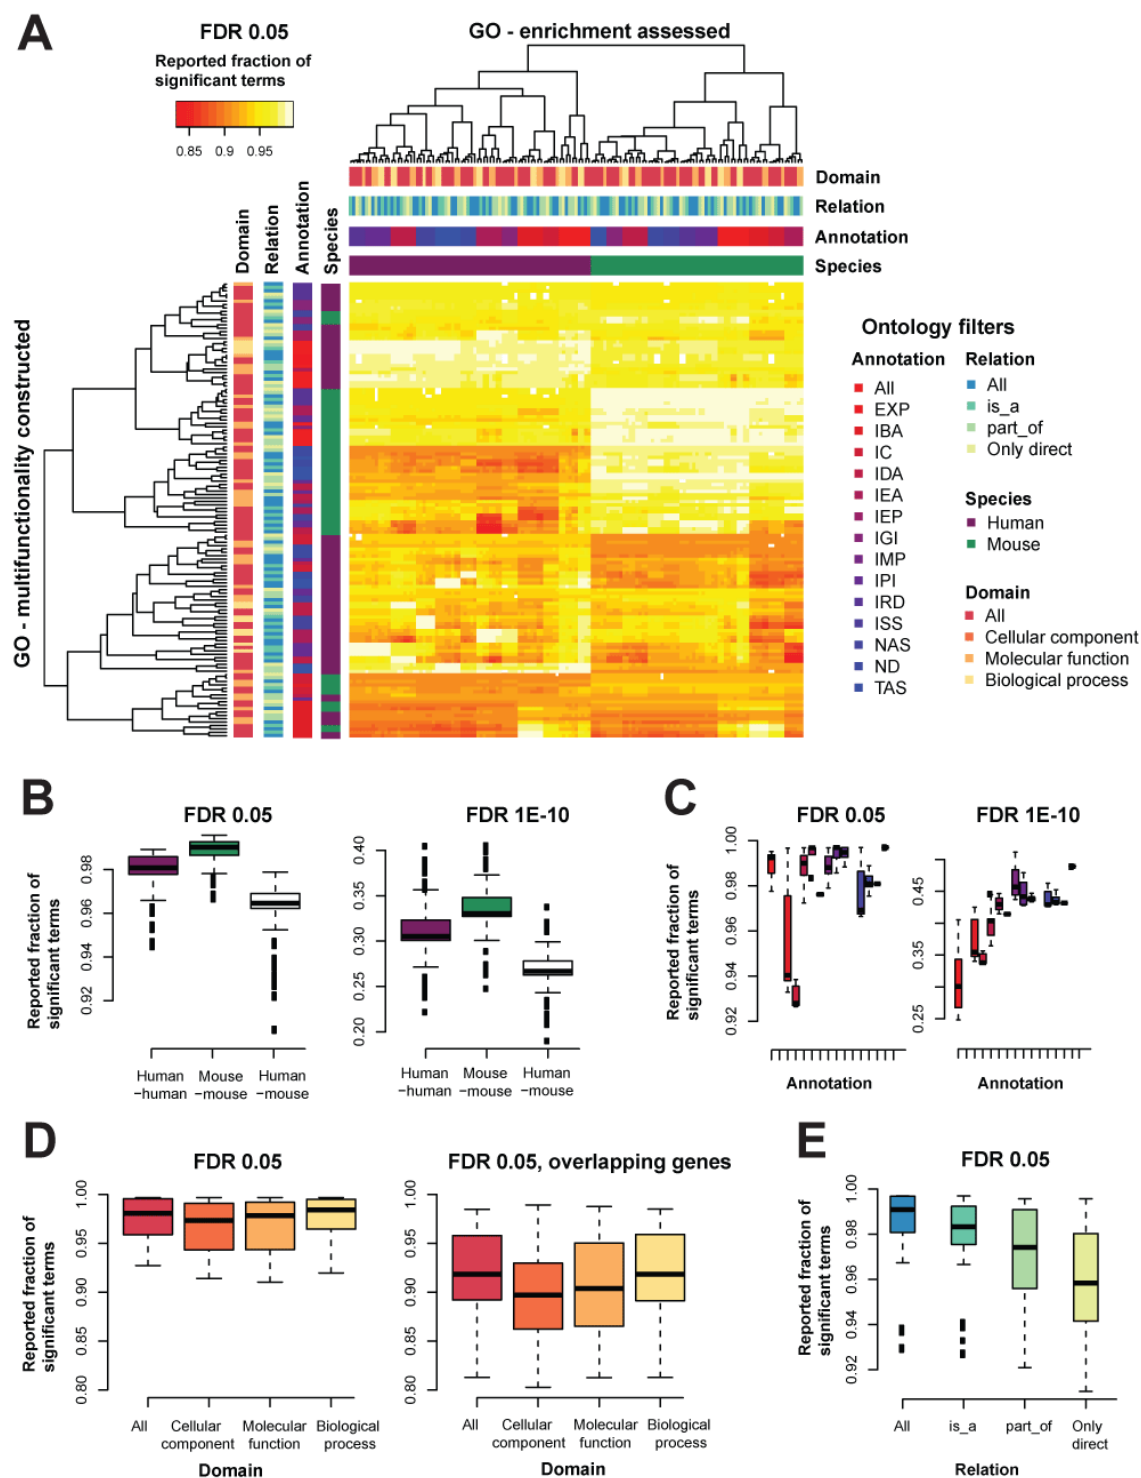 A
FDR 0.05
Reported fraction of
significant terms
0.85 0.9 0.95
GO - enrichment assessed
Domain
Relation
Annotation
Species
Domain
Relation
Annotation
Species
GO - multifunctionality constructed
Ontology filters
Annotation
All
EXP
IBA
IC
IDA
IEA
IEP
IGI
IMP
IPI
IRD
ISS
NAS
ND
TAS
Relation
All
is_a
part_of
Only direct
Species
Human
Mouse
Domain
All
Cellular component
Molecular function
Biological process
B
FDR 0.05
Reported fraction of
significant terms
0.92 0.94 0.96 0.98
Human
−human
Mouse
−mouse
Human
−mouse
FDR 1E-10
0.20 0.25 0.30 0.35 0.40
Human
−human
Mouse
−mouse
Human
−mouse
C
FDR 0.05
Reported fraction of
significant terms
0.92 0.94 0.96 0.98 1.00
Annotation
FDR 1E-10
0.25 0.35 0.45
Annotation
D
FDR 0.05
Reported fraction of
significant terms
0.80 0.85 0.90 0.95 1.00
All
Cellular
component
Molecular
function
Biological
process
Domain
FDR 0.05, overlapping genes
0.80 0.85 0.90 0.95 1.00
All
Cellular
component
Molecular
function
Biological
process
Domain
E
FDR 0.05
Reported fraction of
significant terms
0.92 0.94 0.96 0.98 1.00
All
is_a
part_of
Only
direct
Relation